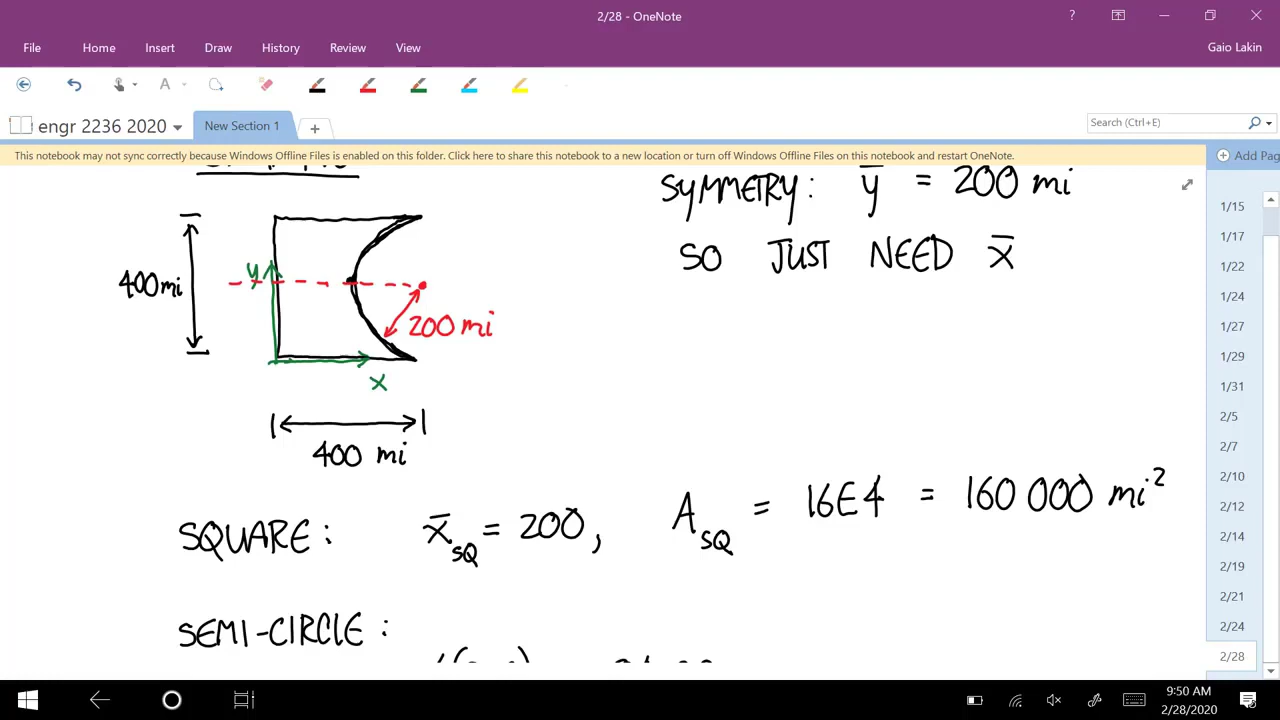 2/28 - OneNote
File Home Insert Draw History Review View
Gaio Lakin
engr 2236 2020
New Section 1
Search (Ctrl+E)
This notebook may not sync correctly because Windows Offline Files is enabled on this folder. Click here to share this notebook to a new location or turn off Windows Offline Files on this notebook and restart OneNote.
Add Pag
SYMMETRY: y̅ = 200 mi
SO JUST NEED x̅
400 mi
y
200 mi
x
400 mi
SQUARE: x̅SQ = 200, ASQ = 16E4 = 160 000 mi²
SEMI-CIRCLE:
1/15
1/17
1/22
1/24
1/27
1/29
1/31
2/5
2/7
2/10
2/12
2/14
2/19
2/21
2/24
2/28
9:50 AM
2/28/2020